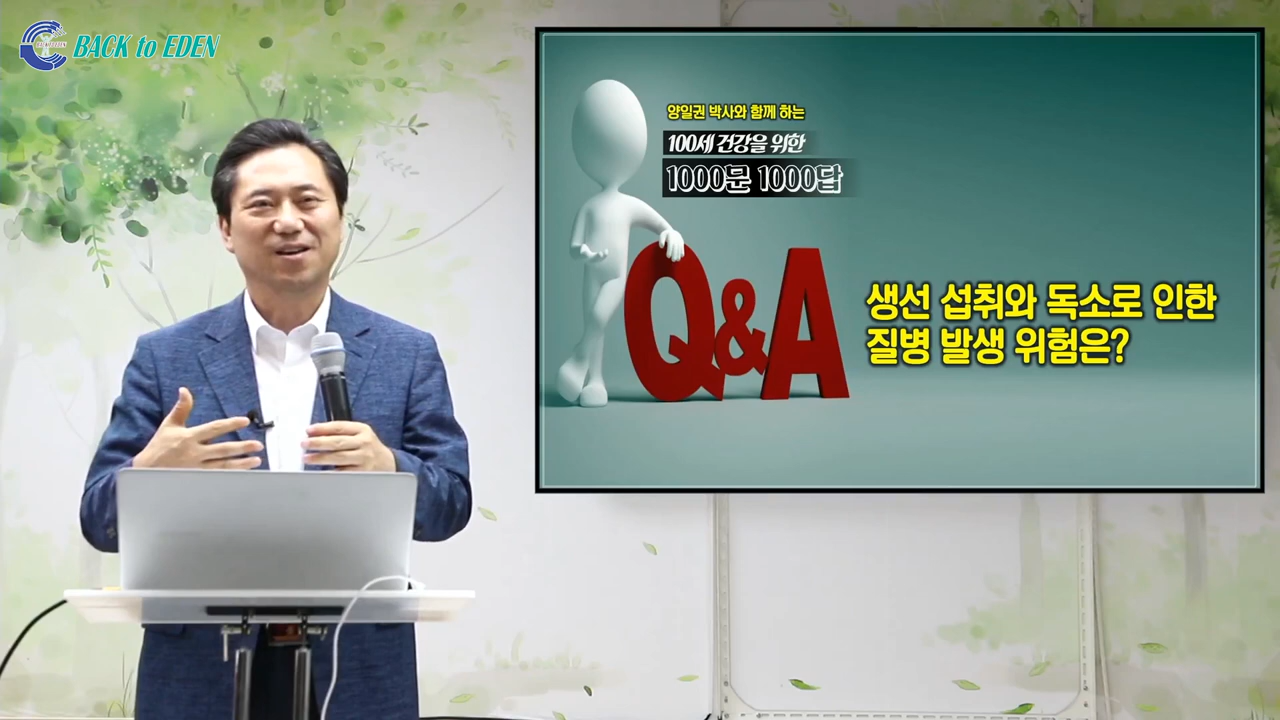 BACK to EDEN
양일권 박사와 함께 하는
100세 건강을 위한
1000문 1000답
Q&A
생선 섭취와 독소로 인한
질병 발생 위험은?